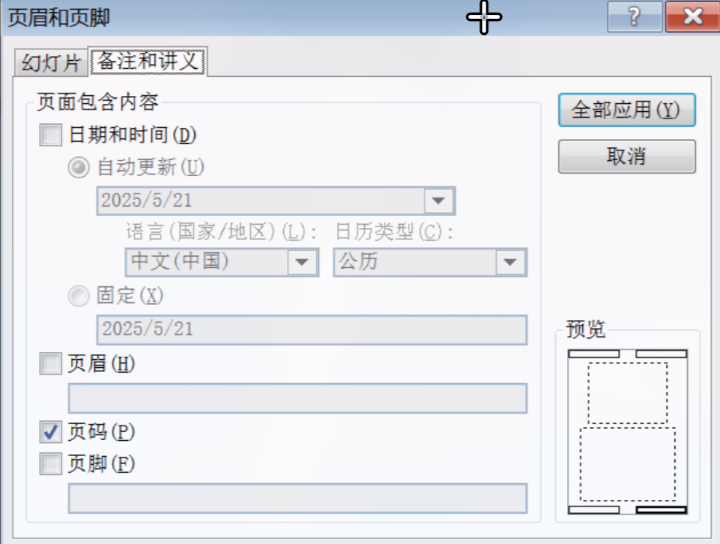 页眉和页脚
幻灯片 备注和讲义
页面包含内容
全部应用(Y)
日期和时间(D)
取消
自动更新(U)
2025/5/21
语言(国家/地区)(L): 日历类型(C):
中文(中国) 公历
固定(X)
2025/5/21
预览
页眉(H)
页码(P)
页脚(F)